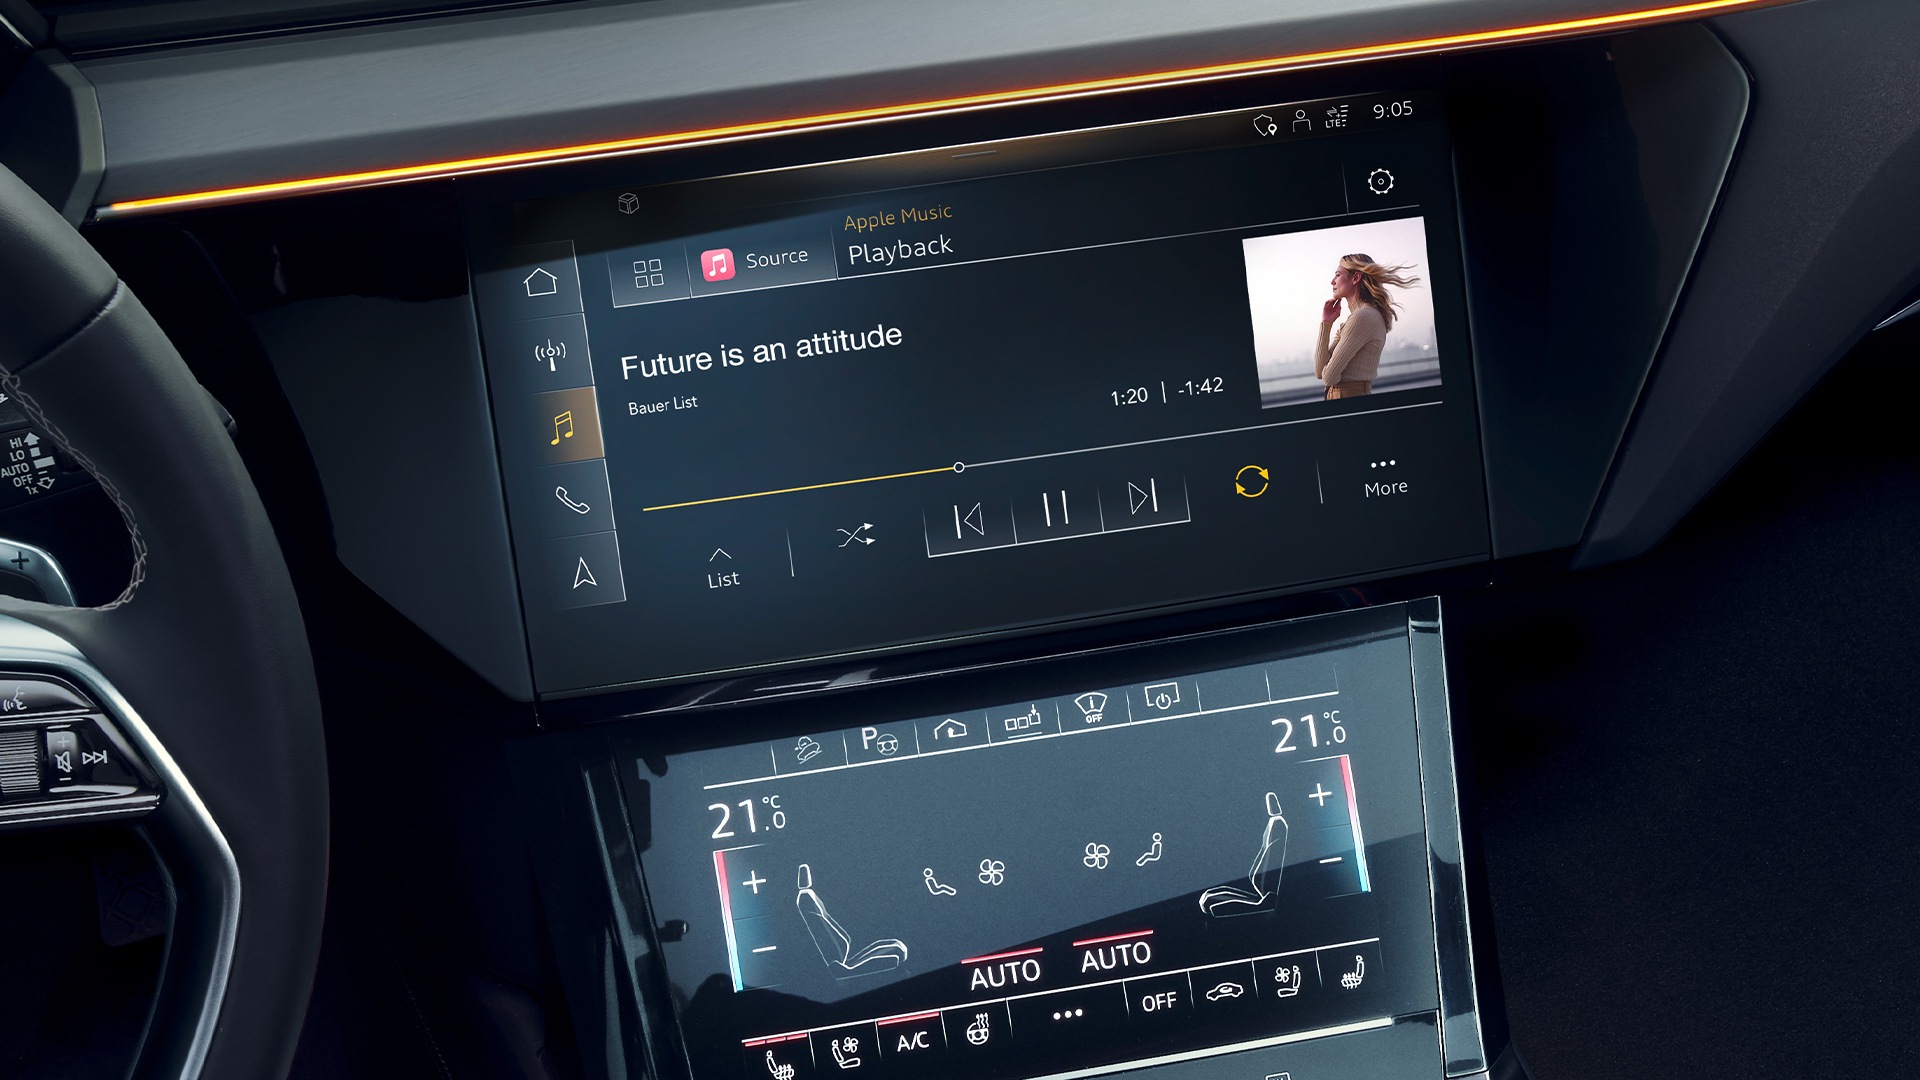 9:05
LTE
Apple Music
Source
Playback
Future is an attitude
Bauer List
1:20 | -1:42
More
List
HI
LO
AUTO
OFF
1x
P
OFF
21.0 °C
21.0 °C
AUTO AUTO
A/C
OFF